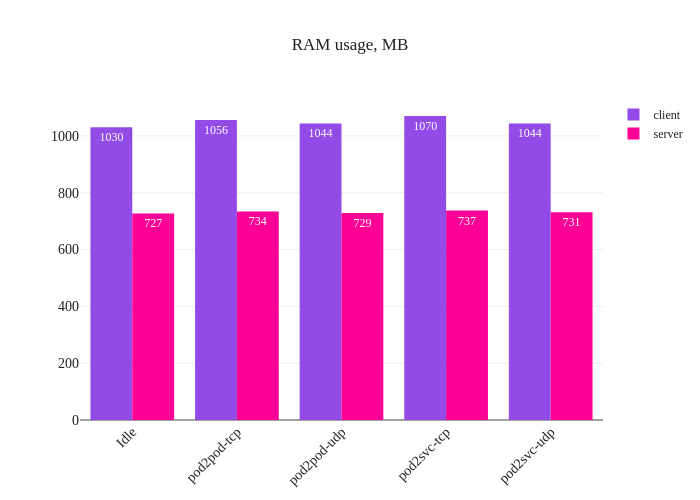 RAM usage, MB
client
server
1000
800
600
400
200
0
1030
727
1056
734
1044
729
1070
737
1044
731
Idle
pod2pod-tcp
pod2pod-udp
pod2svc-tcp
pod2svc-udp